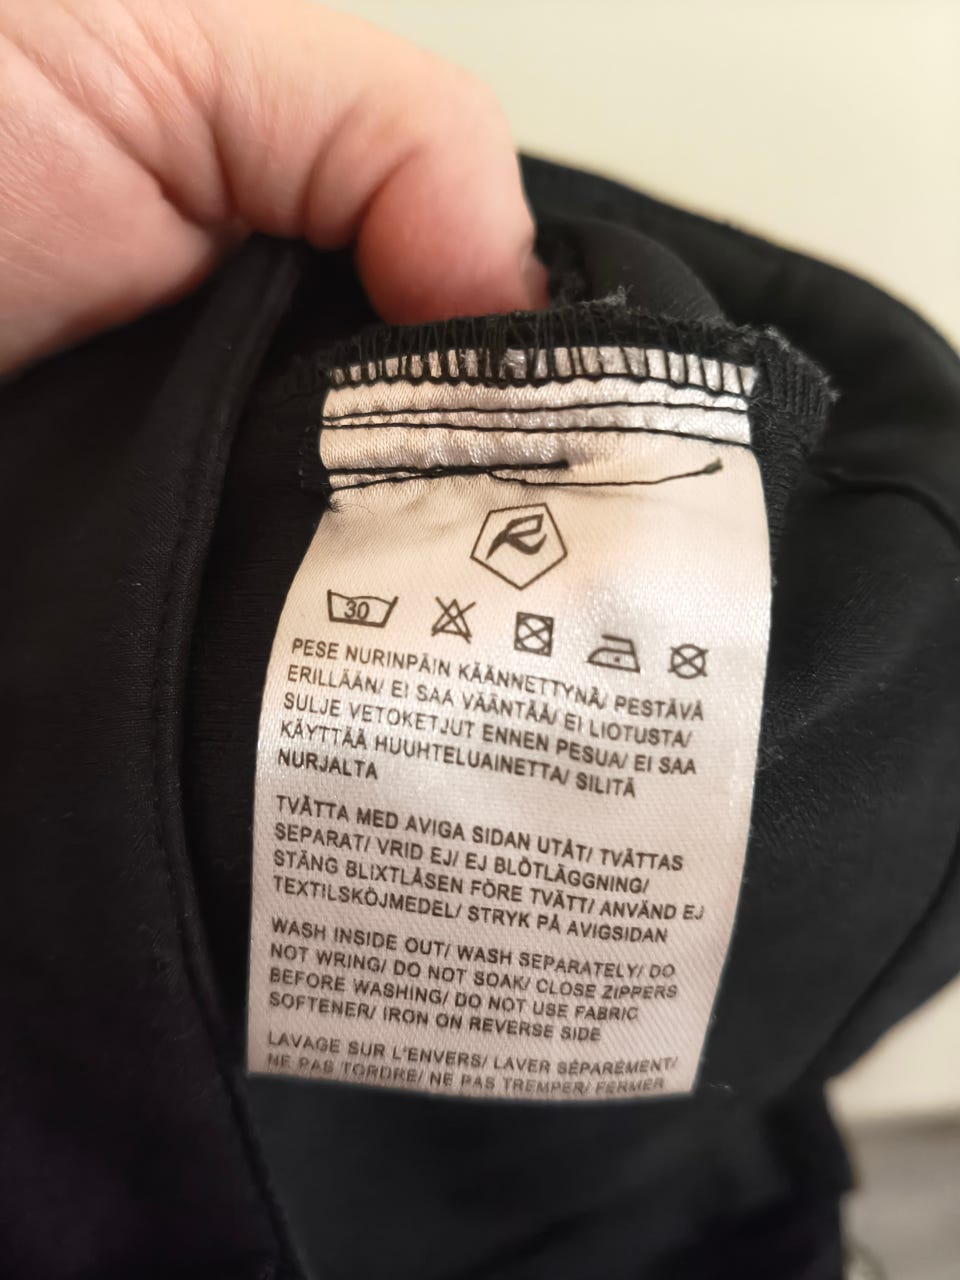 R
30
PESE NURINPÄIN KÄÄNNETTYNÄ/ PESTÄVÄ
ERILLÄÄN/ EI SAA VÄÄNTÄÄ/ EI LIOTUSTA/
SULJE VETOKETJUT ENNEN PESUA/ EI SAA
KÄYTTÄÄ HUUHTELUAINETTA/ SILITÄ
NURJALTA
TVÄTTA MED AVIGA SIDAN UTÅT/ TVÄTTAS
SEPARAT/ VRID EJ/ EJ BLÖTLÄGGNING/
STÄNG BLIXTLÅSEN FÖRE TVÄTT/ ANVÄND EJ
TEXTILSKÖJMEDEL/ STRYK PÅ AVIGSIDAN
WASH INSIDE OUT/ WASH SEPARATELY/ DO
NOT WRING/ DO NOT SOAK/ CLOSE ZIPPERS
BEFORE WASHING/ DO NOT USE FABRIC
SOFTENER/ IRON ON REVERSE SIDE
LAVAGE SUR L'ENVERS/ LAVER SÉPARÉMENT/
NE PAS TORDRE/ NE PAS TREMPER/ FERMER